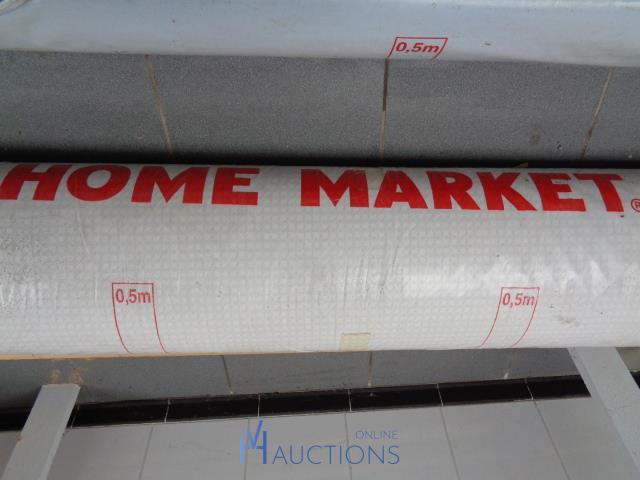 0,5m
HOME MARKET®
0,5m 0,5m
ONLINE
AUCTIONS